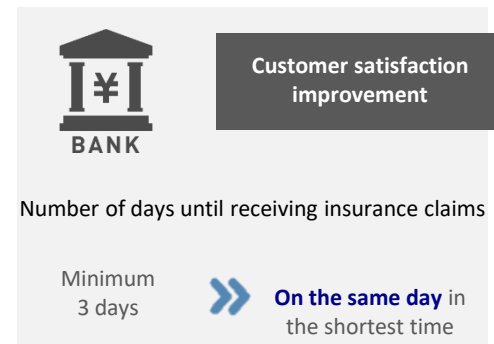 ¥
BANK
Customer satisfaction
improvement
Number of days until receiving insurance claims
Minimum
3 days
On the same day in
the shortest time